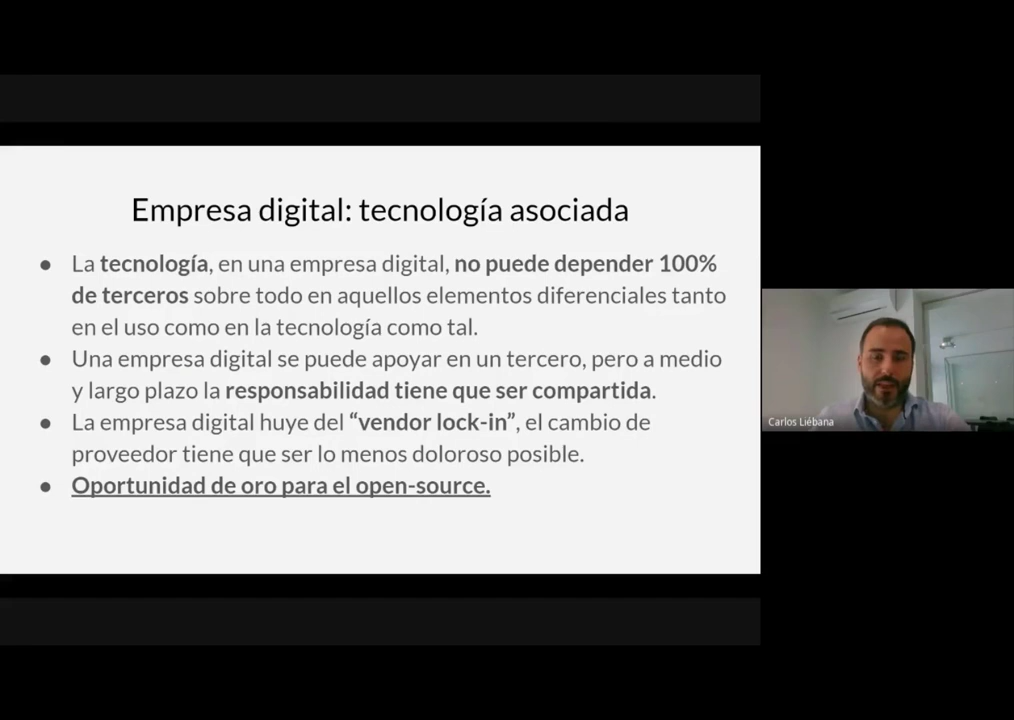 Empresa digital: tecnología asociada
● La tecnología, en una empresa digital, no puede depender 100%
de terceros sobre todo en aquellos elementos diferenciales tanto
en el uso como en la tecnología como tal.
● Una empresa digital se puede apoyar en un tercero, pero a medio
y largo plazo la responsabilidad tiene que ser compartida.
● La empresa digital huye del “vendor lock-in”, el cambio de
proveedor tiene que ser lo menos doloroso posible.
● Oportunidad de oro para el open-source.
Carlos Liébana